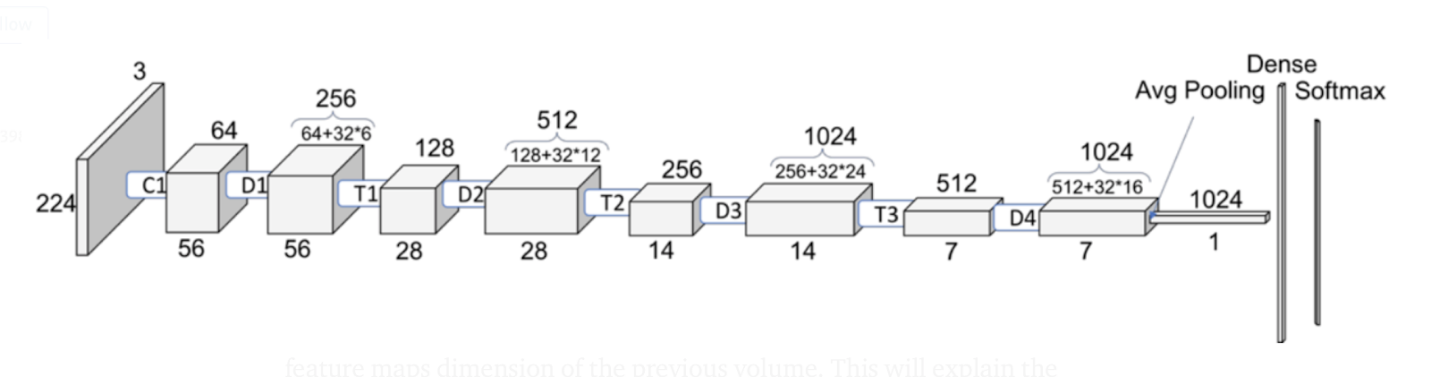 3
224
C1
64
56
D1
256
64+32*6
56
T1
128
28
D2
512
128+32*12
28
T2
256
14
D3
1024
256+32*24
14
T3
512
7
D4
1024
512+32*16
7
Avg Pooling
1024
1
Dense
Softmax
feature maps dimension of the previous volume. This will explain the